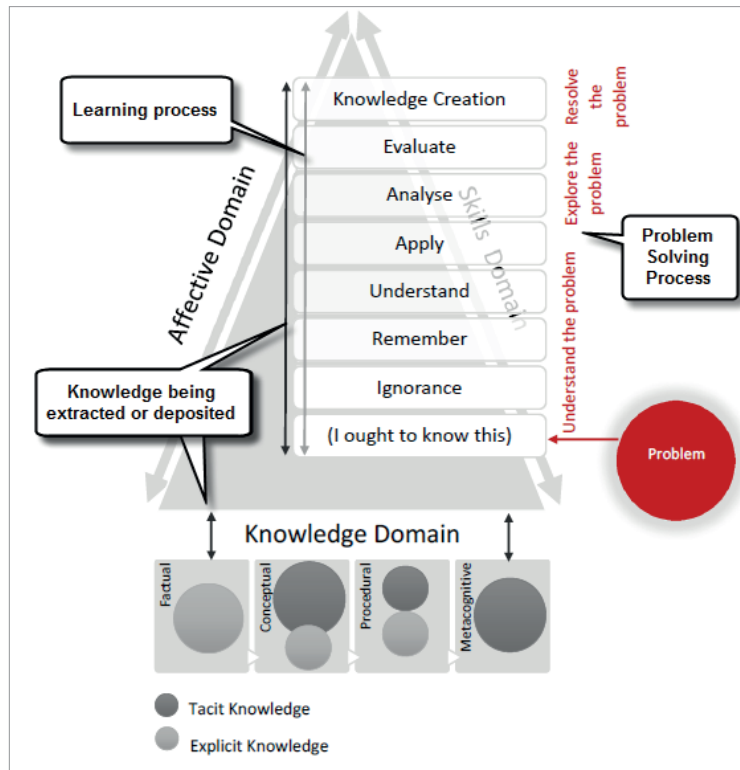 Learning process
Knowledge Creation
Evaluate
Analyse
Apply
Understand
Remember
Ignorance
(I ought to know this)
Affective Domain
Skills Domain
Resolve
the
problem
Explore the
problem
Understand the problem
Problem
Solving
Process
Knowledge being
extracted or deposited
Problem
Knowledge Domain
Factual
Conceptual
Procedural
Metacognitive
Tacit Knowledge
Explicit Knowledge